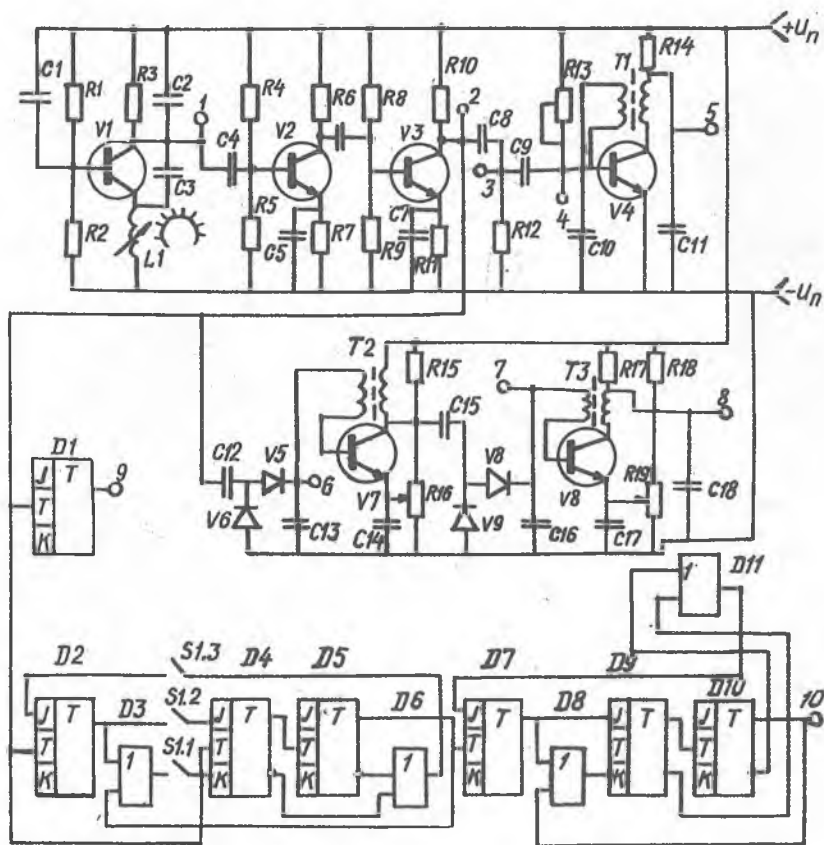 +Uп
C1
R1
R3
C2
1
R4
R6
R8
R10
2
C8
R13
T1
R14
5
V1
C4
V2
V3
3
C9
V4
C3
4
R2
L1
R5
C5
R7
R9
C7
R11
R12
C10
C11
-Uп
T2
R15
7
T3
R17
R18
8
C15
D1
J
T
T
K
9
C12
V5
6
V8
V6
C13
V7
C14
R16
V9
C16
V8
C17
R19
C18
1
D11
D2
S1.3
D4
D5
D7
D9
J
T
T
K
D3
1
S1.2
S1.1
J
T
T
K
J
T
T
K
D6
1
J
T
T
K
D8
1
J
T
T
K
D10
J
T
T
K
10